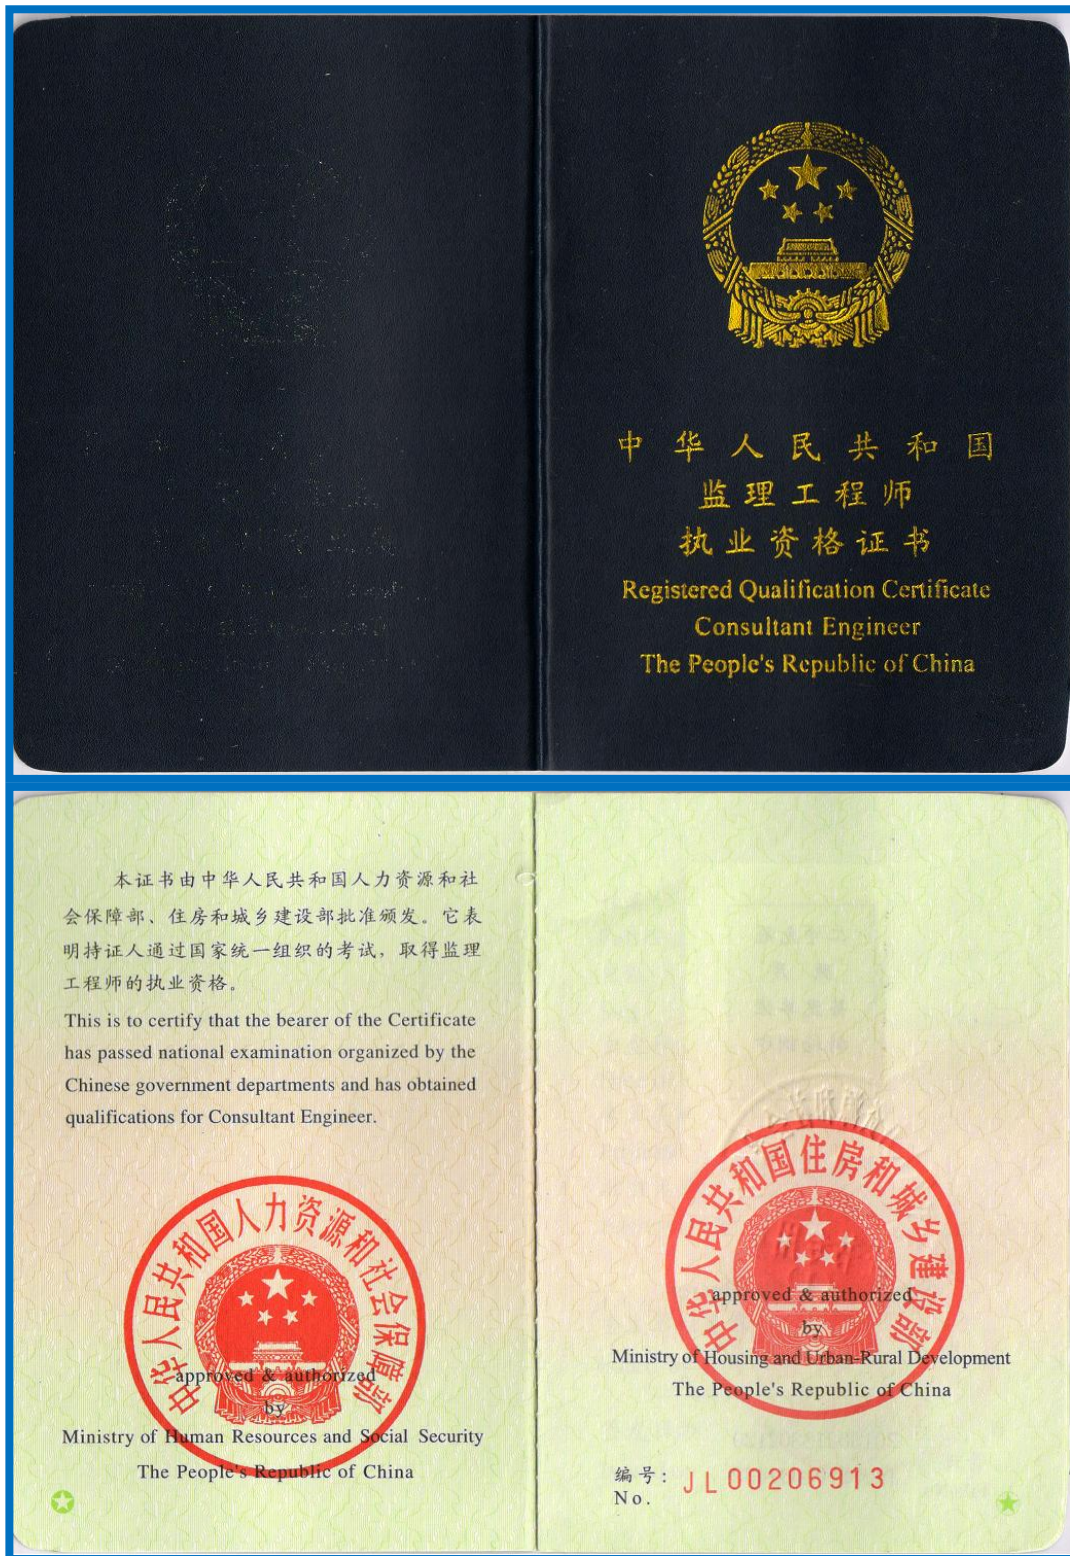 中华人民共和国
监理工程师
执业资格证书
Registered Qualification Certificate
Consultant Engineer
The People's Republic of China
本证书由中华人民共和国人力资源和社
会保障部、住房和城乡建设部批准颁发。它表
明持证人通过国家统一组织的考试，取得监理
工程师的执业资格。
This is to certify that the bearer of the Certificate
has passed national examination organized by the
Chinese government departments and has obtained
qualifications for Consultant Engineer.
中华人民共和国人力资源和社会保障部
approved & authorized
by
Ministry of Human Resources and Social Security
The People's Republic of China
中华人民共和国住房和城乡建设部
approved & authorized
by
Ministry of Housing and Urban-Rural Development
The People's Republic of China
编号: JL00206913
No.